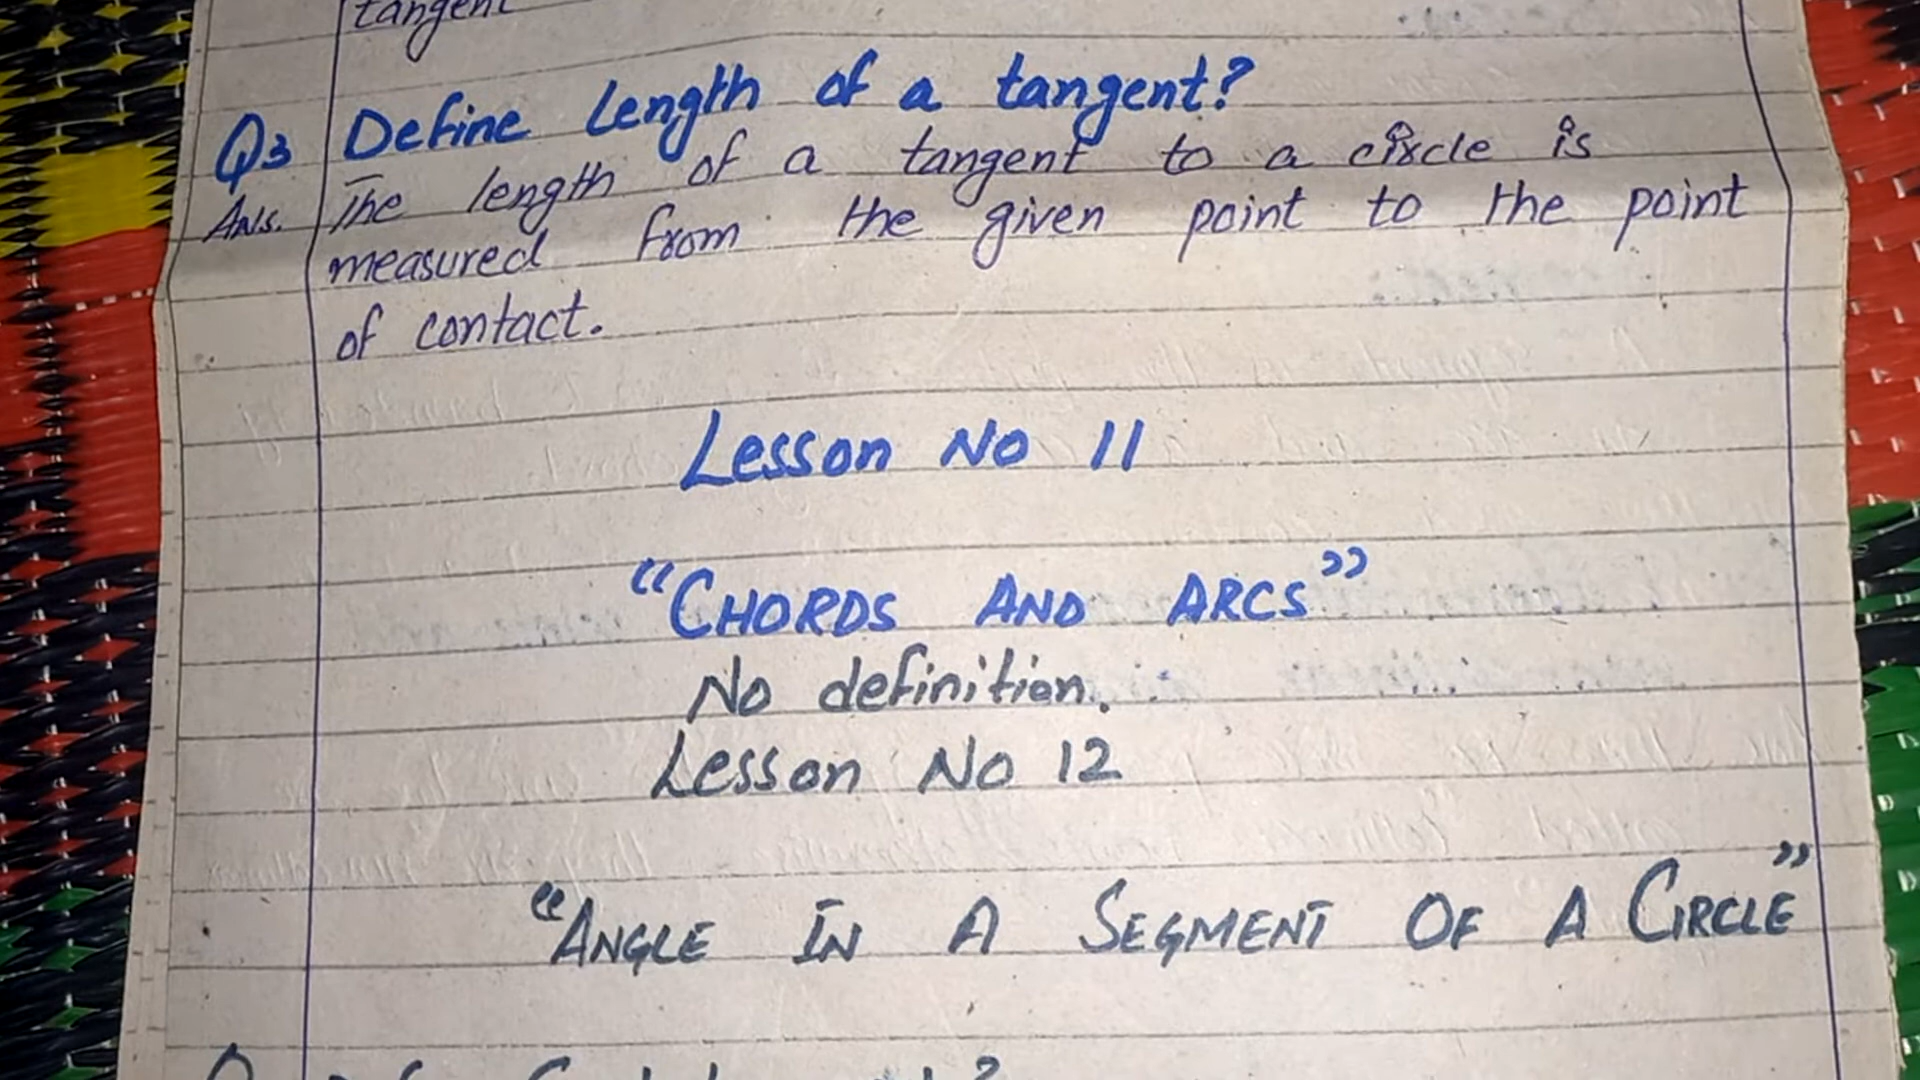 tangent
Q3 Define length of a tangent?
Ans. The length of a tangent to a circle is
measured from the given point to the point
of contact.
Lesson No 11
"CHORDS AND ARCS"
No definition.
Lesson No 12
"ANGLE IN A SEGMENT OF A CIRCLE"